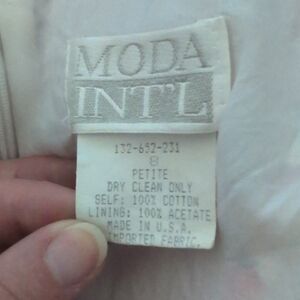 MODA
INT'L
132-652-231
8
PETITE
DRY CLEAN ONLY
SELF: 100% COTTON
LINING: 100% ACETATE
MADE IN U.S.A.
IMPORTED FABRIC.